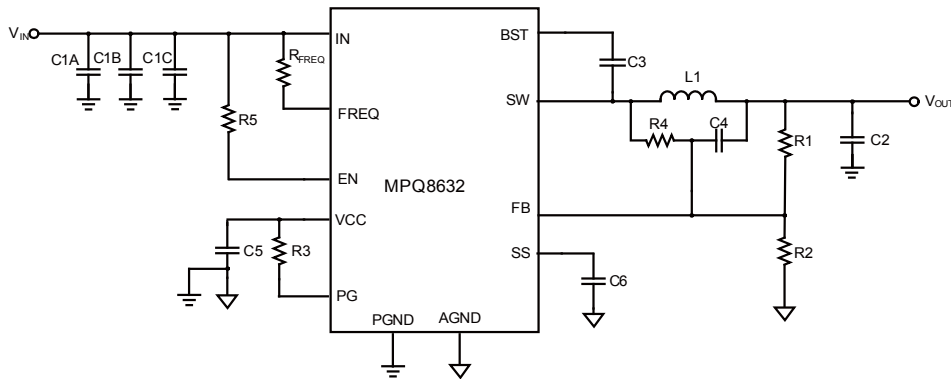 VIN
C1A
C1B
C1C
RFREQ
R5
IN
FREQ
EN
VCC
PG
MPQ8632
PGND
AGND
BST
SW
FB
SS
C3
L1
R4
C4
R1
C2
VOUT
R2
C6
C5
R3